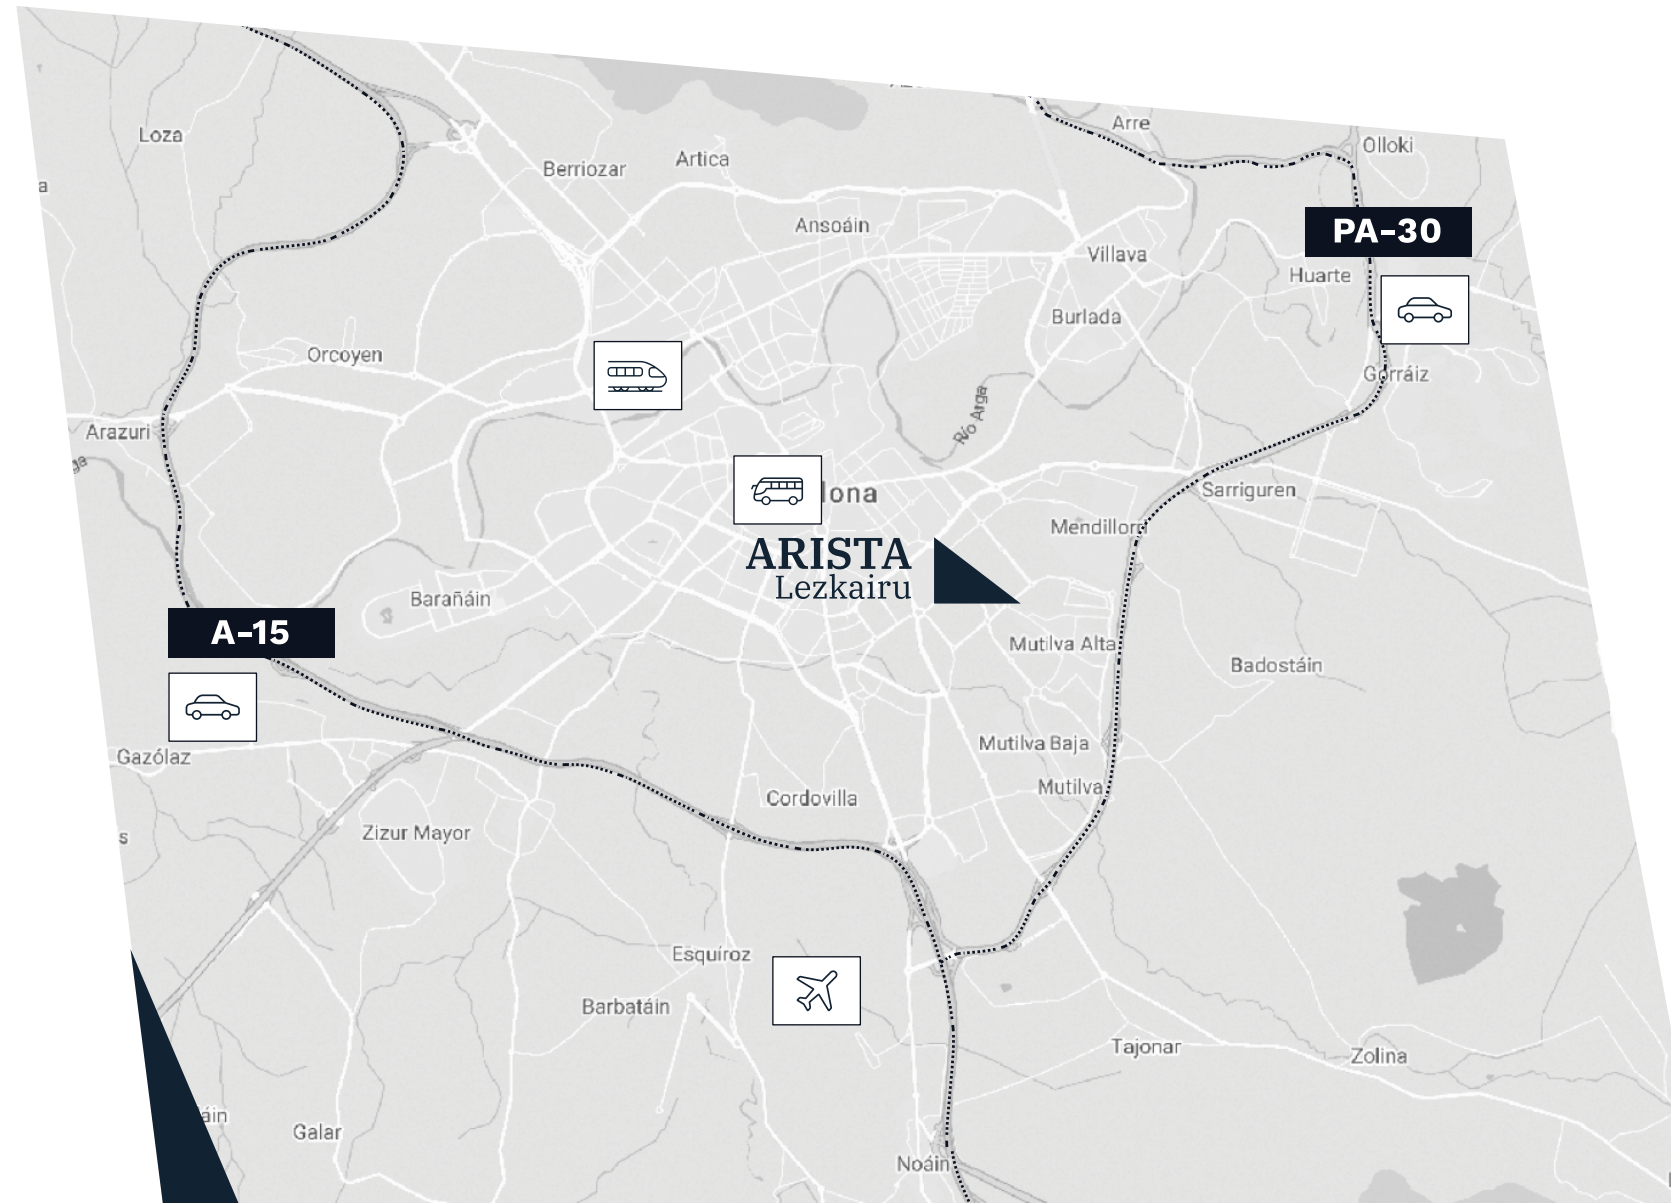 Arre
Loza
Olloki
Artica
Berriozar
a
Ansoáin
PA-30
Villava
Huarte
Burlada
Orcoyen
Gorráiz
Río Arga
Arazuri
ga
Sarriguren
lona
Mendillorri
ARISTA
Lezkairu
Barañáin
A-15
Mutilva Alta
Badostáin
Mutilva Baja
Gazólaz
Mutilva
Cordovilla
Zizur Mayor
s
Esquíroz
Barbatáin
Tajonar
Zolina
áin
Galar
Noáin